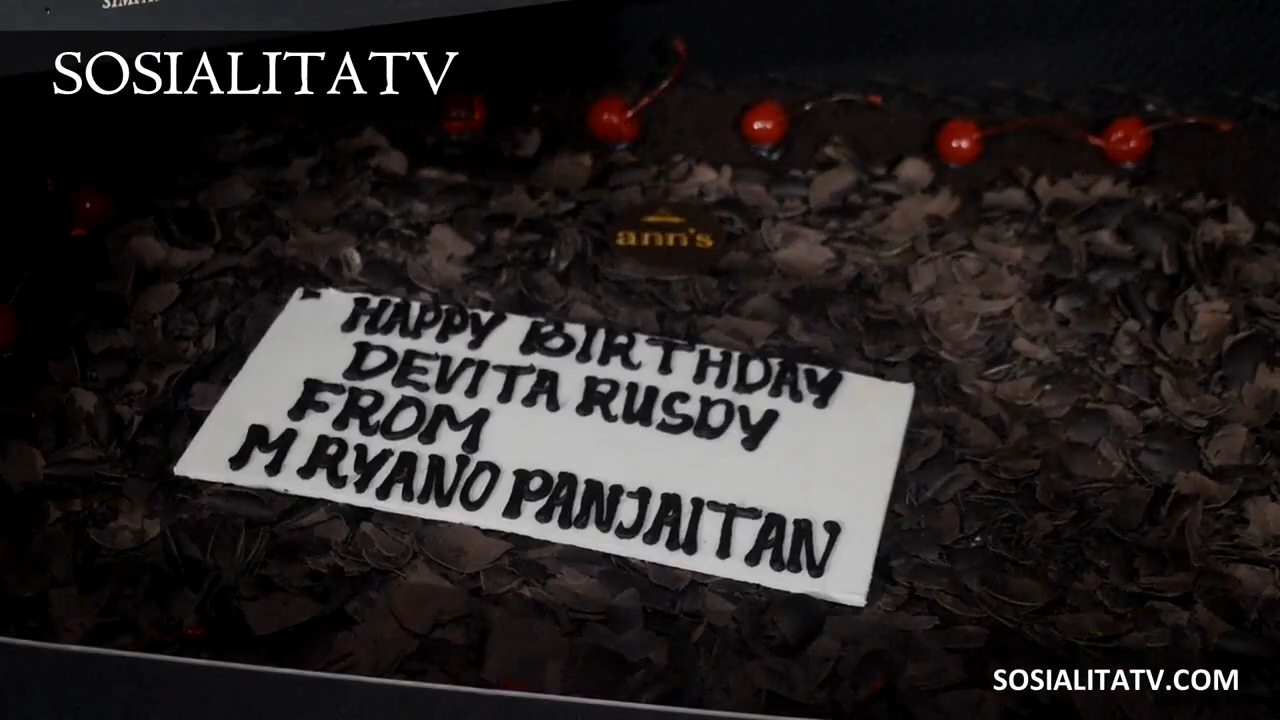 SOSIALITATV
ann's
HAPPY BIRTHDAY
DEVITA RUSDY
FROM
M RYANO PANJAITAN
SOSIALITATV.COM